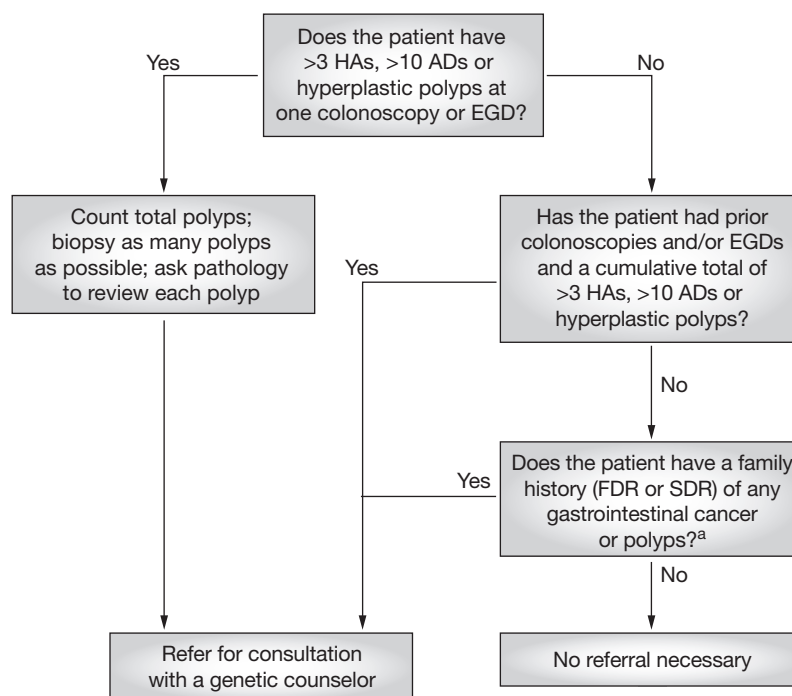 Does the patient have
>3 HAs, >10 ADs or
hyperplastic polyps at
one colonoscopy or EGD?
Yes
No
Count total polyps;
biopsy as many polyps
as possible; ask pathology
to review each polyp
Has the patient had prior
colonoscopies and/or EGDs
and a cumulative total of
>3 HAs, >10 ADs or
hyperplastic polyps?
Yes
No
Does the patient have a family
history (FDR or SDR) of any
gastrointestinal cancer
or polyps?ᵃ
Yes
No
Refer for consultation
with a genetic counselor
No referral necessary